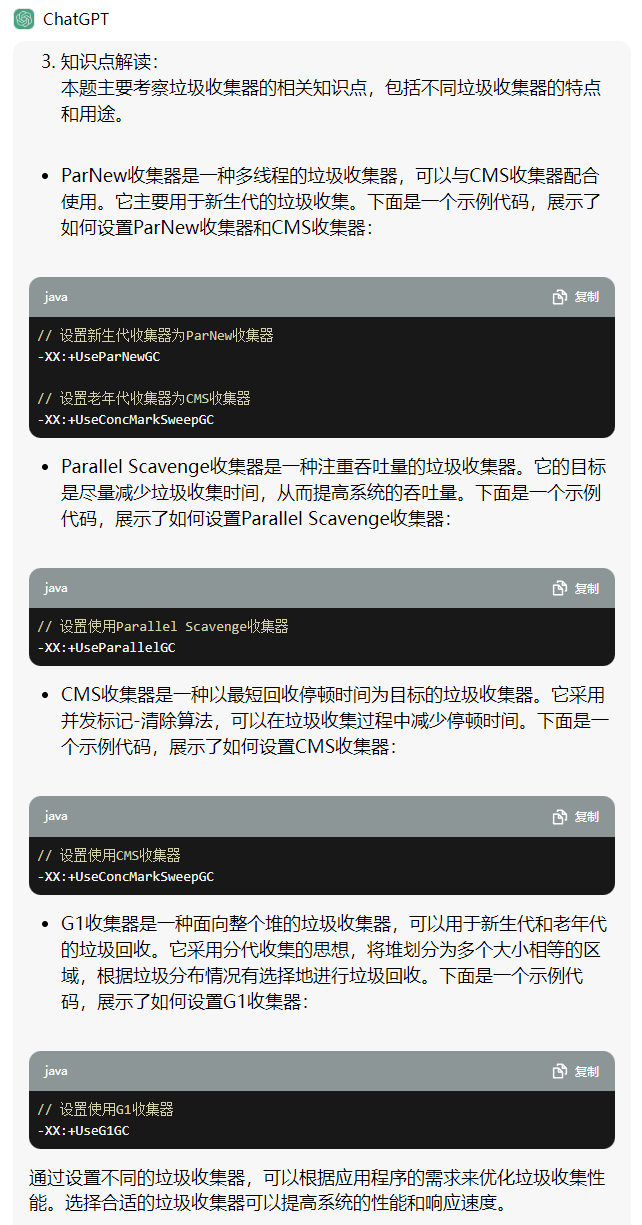 ChatGPT
3. 知识点解读：
本题主要考察垃圾收集器的相关知识点，包括不同垃圾收集器的特点
和用途。
• ParNew收集器是一种多线程的垃圾收集器，可以与CMS收集器配合
使用。它主要用于新生代的垃圾收集。下面是一个示例代码，展示了
如何设置ParNew收集器和CMS收集器：
java 复制
// 设置新生代收集器为ParNew收集器
-XX:+UseParNewGC
// 设置老年代收集器为CMS收集器
-XX:+UseConcMarkSweepGC
• Parallel Scavenge收集器是一种注重吞吐量的垃圾收集器。它的目标
是尽量减少垃圾收集时间，从而提高系统的吞吐量。下面是一个示例
代码，展示了如何设置Parallel Scavenge收集器：
java 复制
// 设置使用Parallel Scavenge收集器
-XX:+UseParallelGC
• CMS收集器是一种以最短回收停顿时间为目标的垃圾收集器。它采用
并发标记-清除算法，可以在垃圾收集过程中减少停顿时间。下面是一
个示例代码，展示了如何设置CMS收集器：
java 复制
// 设置使用CMS收集器
-XX:+UseConcMarkSweepGC
• G1收集器是一种面向整个堆的垃圾收集器，可以用于新生代和老年代
的垃圾回收。它采用分代收集的思想，将堆划分为多个大小相等的区
域，根据垃圾分布情况有选择地进行垃圾回收。下面是一个示例代
码，展示了如何设置G1收集器：
java 复制
// 设置使用G1收集器
-XX:+UseG1GC
通过设置不同的垃圾收集器，可以根据应用程序的需求来优化垃圾收集性
能。选择合适的垃圾收集器可以提高系统的性能和响应速度。